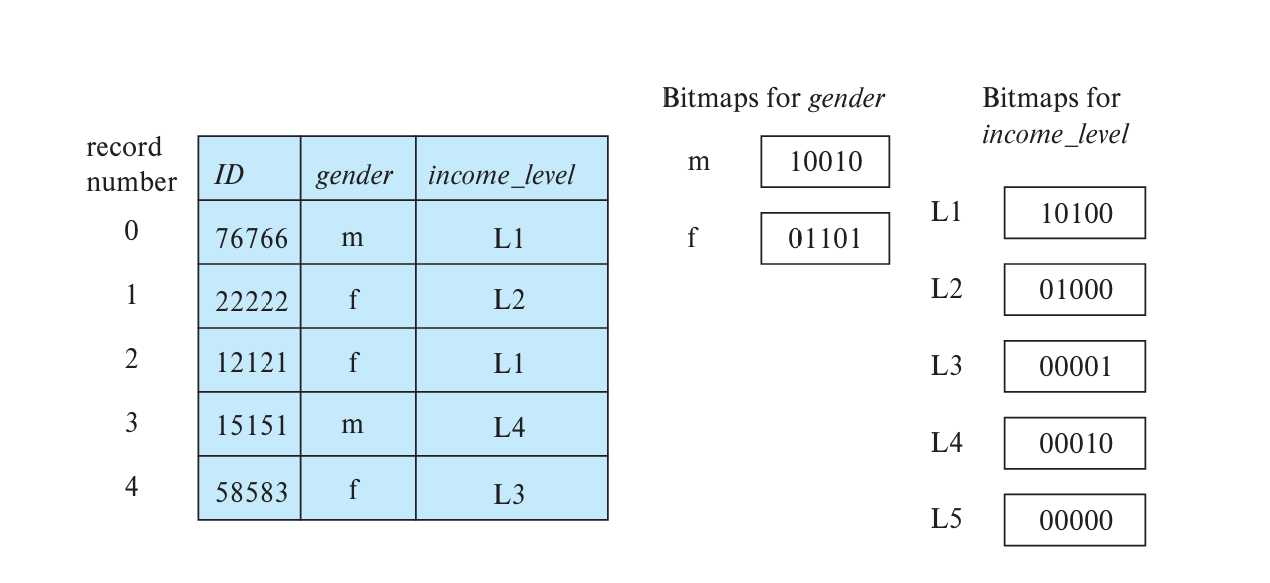 Bitmaps for gender
Bitmaps for
income_level
record
number
ID gender income_level
0 76766 m L1
1 22222 f L2
2 12121 f L1
3 15151 m L4
4 58583 f L3
m 10010
f 01101
L1 10100
L2 01000
L3 00001
L4 00010
L5 00000